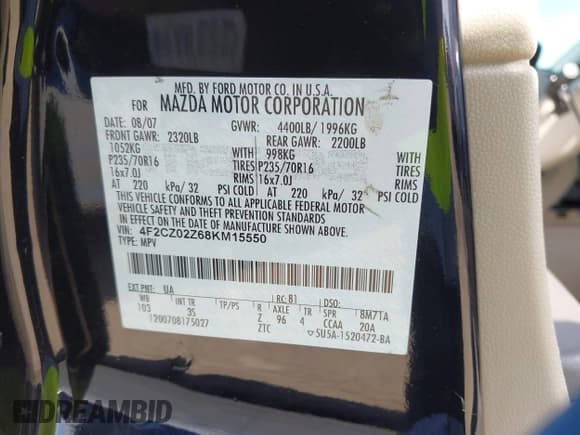 MFD. BY FORD MOTOR CO. IN U.S.A.
FOR MAZDA MOTOR CORPORATION
DATE: 08/07 GVWR: 4400LB/ 1996KG
FRONT GAWR: 2320LB REAR GAWR: 2200LB
1052KG WITH 998KG WITH
P235/70R16 TIRES P235/70R16 TIRES
16x7.0J RIMS 16x7.0J RIMS
AT 220 kPa/ 32 PSI COLD AT 220 kPa/ 32 PSI COLD
THIS VEHICLE CONFORMS TO ALL APPLICABLE FEDERAL MOTOR
VEHICLE SAFETY AND THEFT PREVENTION STANDARDS
IN EFFECT ON THE DATE OF MANUFACTURE SHOWN ABOVE.
VIN: 4F2CZ02Z68KM15550
TYPE: MPV
EXT PNT: UA RC: 81 DSO:
WB INT TR TP/PS R AXLE TR SPR 8M7TA
103 3S Z 96 4 CCAA 20A
1200708175027 ZTC 5U5A-1520472-BA
DREAMBID